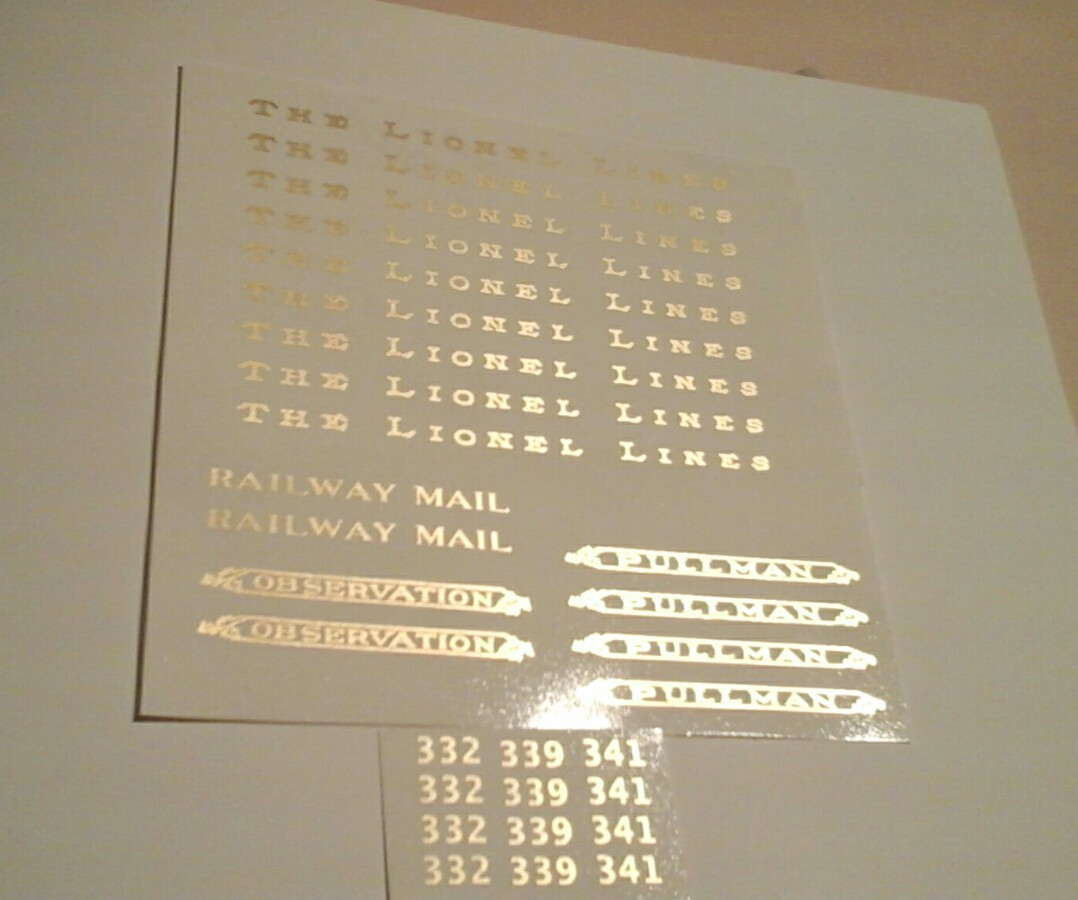 THE LIONEL LINES
THE LIONEL LINES
THE LIONEL LINES
THE LIONEL LINES
THE LIONEL LINES
THE LIONEL LINES
THE LIONEL LINES
THE LIONEL LINES
THE LIONEL LINES
RAILWAY MAIL
RAILWAY MAIL
OBSERVATION
OBSERVATION
PULLMAN
PULLMAN
PULLMAN
PULLMAN
332 339 341
332 339 341
332 339 341
332 339 341